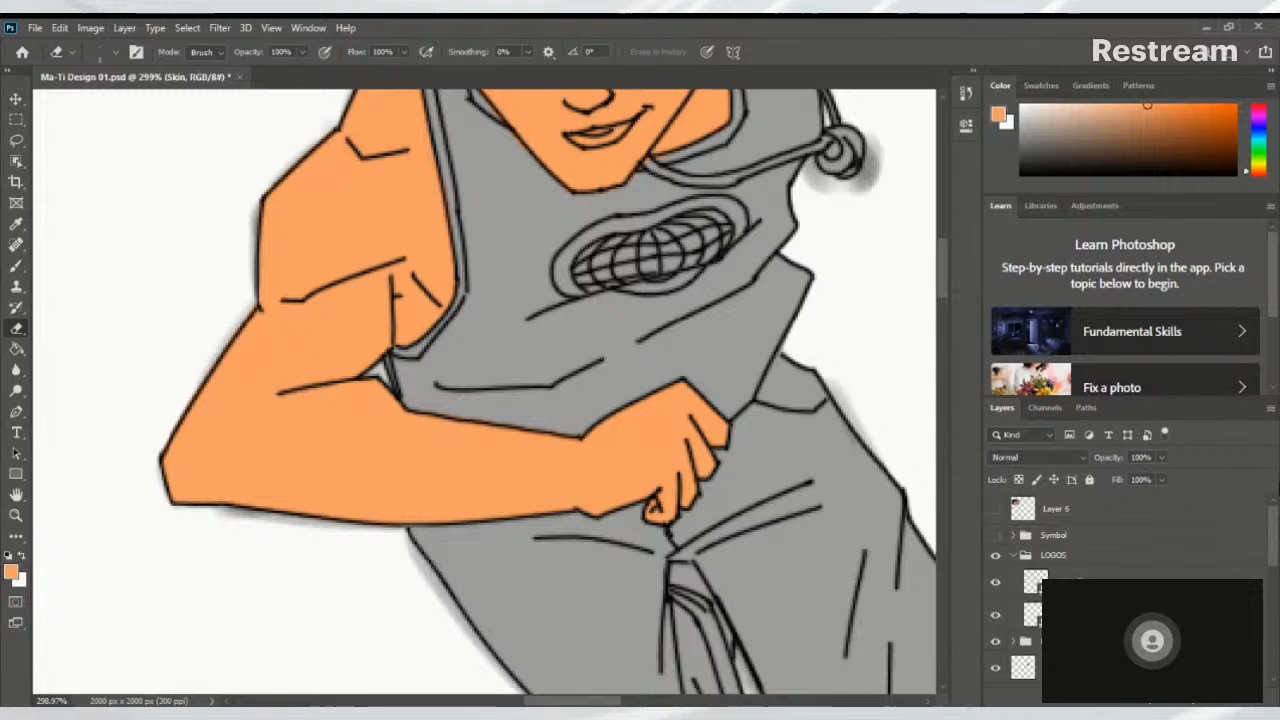 File Edit Image Layer Type Select Filter 3D View Window Help
Restream
Mode: Brush Opacity: 100% Flow: 100% Smoothing: 0% 0° Erase to History
Ma-Ti Design 01.psd @ 299% (Skin, RGB/8#) *
Color Swatches Gradients Patterns
Learn Libraries Adjustments
Learn Photoshop
Step-by-step tutorials directly in the app. Pick a
topic below to begin.
Fundamental Skills
Fix a photo
Layers Channels Paths
Kind
Normal Opacity: 100%
Lock: Fill: 100%
Layer 6
Symbol
LOGOS
298.97% 2000 px x 2000 px (300 ppi)